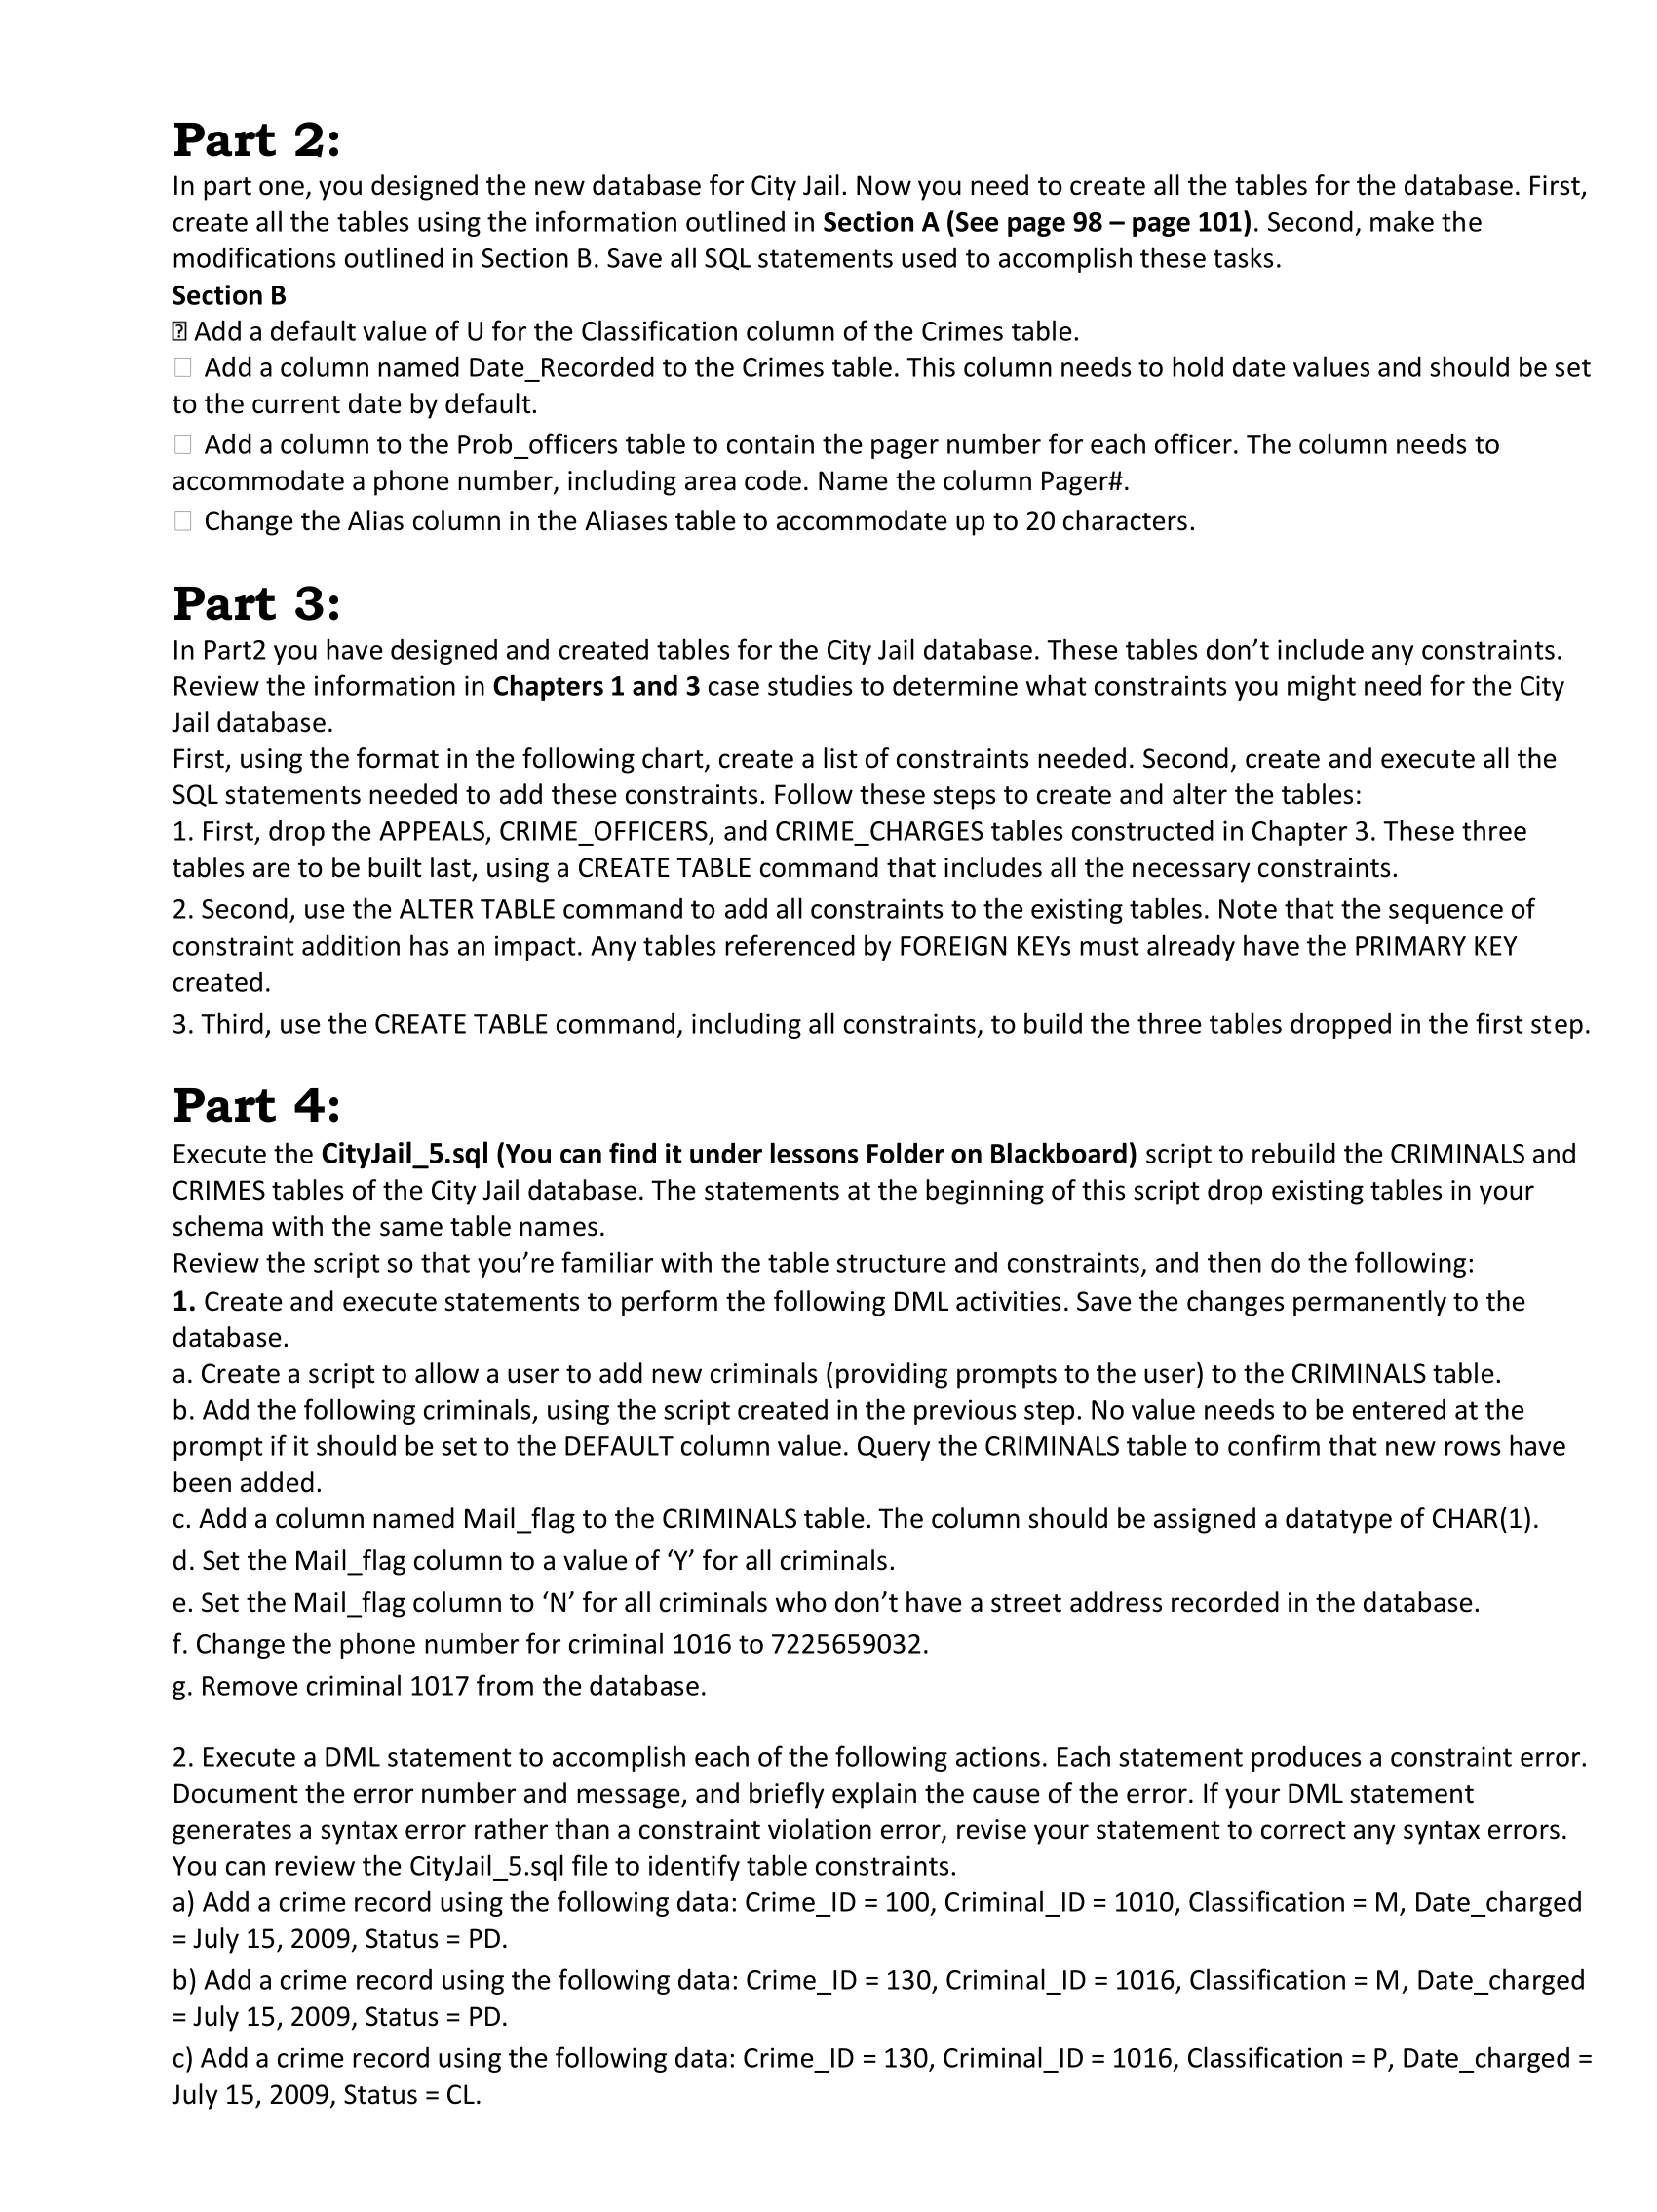 Part 2:
In part one, you designed the new database for City Jail. Now you need to create all the tables for the database. First,
create all the tables using the information outlined in Section A (See page 98 – page 101). Second, make the
modifications outlined in Section B. Save all SQL statements used to accomplish these tasks.
Section B
⍰ Add a default value of U for the Classification column of the Crimes table.
□ Add a column named Date_Recorded to the Crimes table. This column needs to hold date values and should be set
to the current date by default.
□ Add a column to the Prob_officers table to contain the pager number for each officer. The column needs to
accommodate a phone number, including area code. Name the column Pager#.
□ Change the Alias column in the Aliases table to accommodate up to 20 characters.
Part 3:
In Part2 you have designed and created tables for the City Jail database. These tables don’t include any constraints.
Review the information in Chapters 1 and 3 case studies to determine what constraints you might need for the City
Jail database.
First, using the format in the following chart, create a list of constraints needed. Second, create and execute all the
SQL statements needed to add these constraints. Follow these steps to create and alter the tables:
1. First, drop the APPEALS, CRIME_OFFICERS, and CRIME_CHARGES tables constructed in Chapter 3. These three
tables are to be built last, using a CREATE TABLE command that includes all the necessary constraints.
2. Second, use the ALTER TABLE command to add all constraints to the existing tables. Note that the sequence of
constraint addition has an impact. Any tables referenced by FOREIGN KEYs must already have the PRIMARY KEY
created.
3. Third, use the CREATE TABLE command, including all constraints, to build the three tables dropped in the first step.
Part 4:
Execute the CityJail_5.sql (You can find it under lessons Folder on Blackboard) script to rebuild the CRIMINALS and
CRIMES tables of the City Jail database. The statements at the beginning of this script drop existing tables in your
schema with the same table names.
Review the script so that you’re familiar with the table structure and constraints, and then do the following:
1. Create and execute statements to perform the following DML activities. Save the changes permanently to the
database.
a. Create a script to allow a user to add new criminals (providing prompts to the user) to the CRIMINALS table.
b. Add the following criminals, using the script created in the previous step. No value needs to be entered at the
prompt if it should be set to the DEFAULT column value. Query the CRIMINALS table to confirm that new rows have
been added.
c. Add a column named Mail_flag to the CRIMINALS table. The column should be assigned a datatype of CHAR(1).
d. Set the Mail_flag column to a value of ‘Y’ for all criminals.
e. Set the Mail_flag column to ‘N’ for all criminals who don’t have a street address recorded in the database.
f. Change the phone number for criminal 1016 to 7225659032.
g. Remove criminal 1017 from the database.
2. Execute a DML statement to accomplish each of the following actions. Each statement produces a constraint error.
Document the error number and message, and briefly explain the cause of the error. If your DML statement
generates a syntax error rather than a constraint violation error, revise your statement to correct any syntax errors.
You can review the CityJail_5.sql file to identify table constraints.
a) Add a crime record using the following data: Crime_ID = 100, Criminal_ID = 1010, Classification = M, Date_charged
= July 15, 2009, Status = PD.
b) Add a crime record using the following data: Crime_ID = 130, Criminal_ID = 1016, Classification = M, Date_charged
= July 15, 2009, Status = PD.
c) Add a crime record using the following data: Crime_ID = 130, Criminal_ID = 1016, Classification = P, Date_charged =
July 15, 2009, Status = CL.